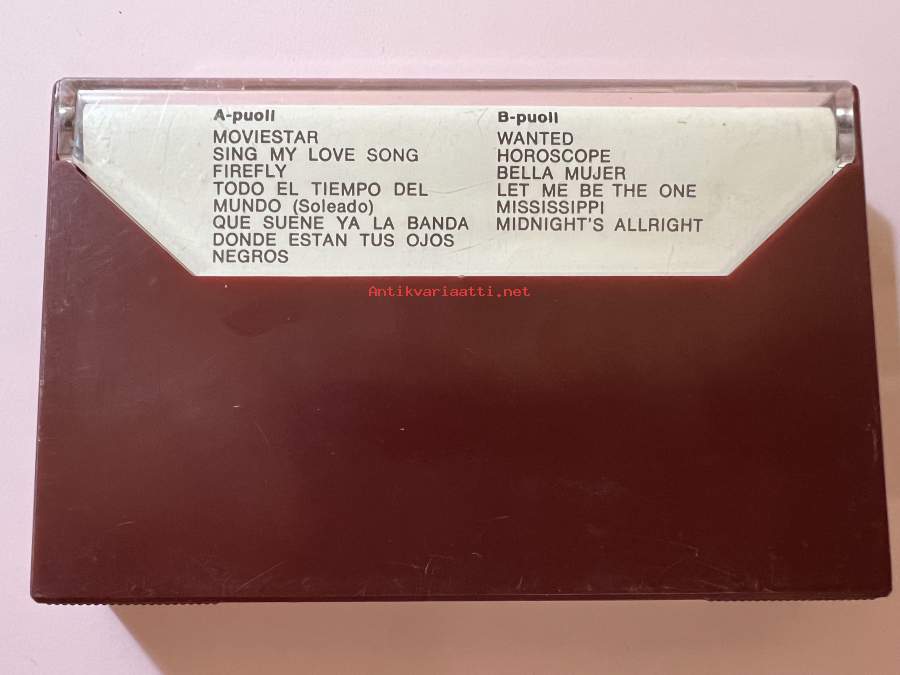 A-puoli
MOVIESTAR
SING MY LOVE SONG
FIREFLY
TODO EL TIEMPO DEL
MUNDO (Soleado)
QUE SUENE YA LA BANDA
DONDE ESTAN TUS OJOS
NEGROS
B-puoli
WANTED
HOROSCOPE
BELLA MUJER
LET ME BE THE ONE
MISSISSIPPI
MIDNIGHT'S ALLRIGHT
Antikvariaatti.net